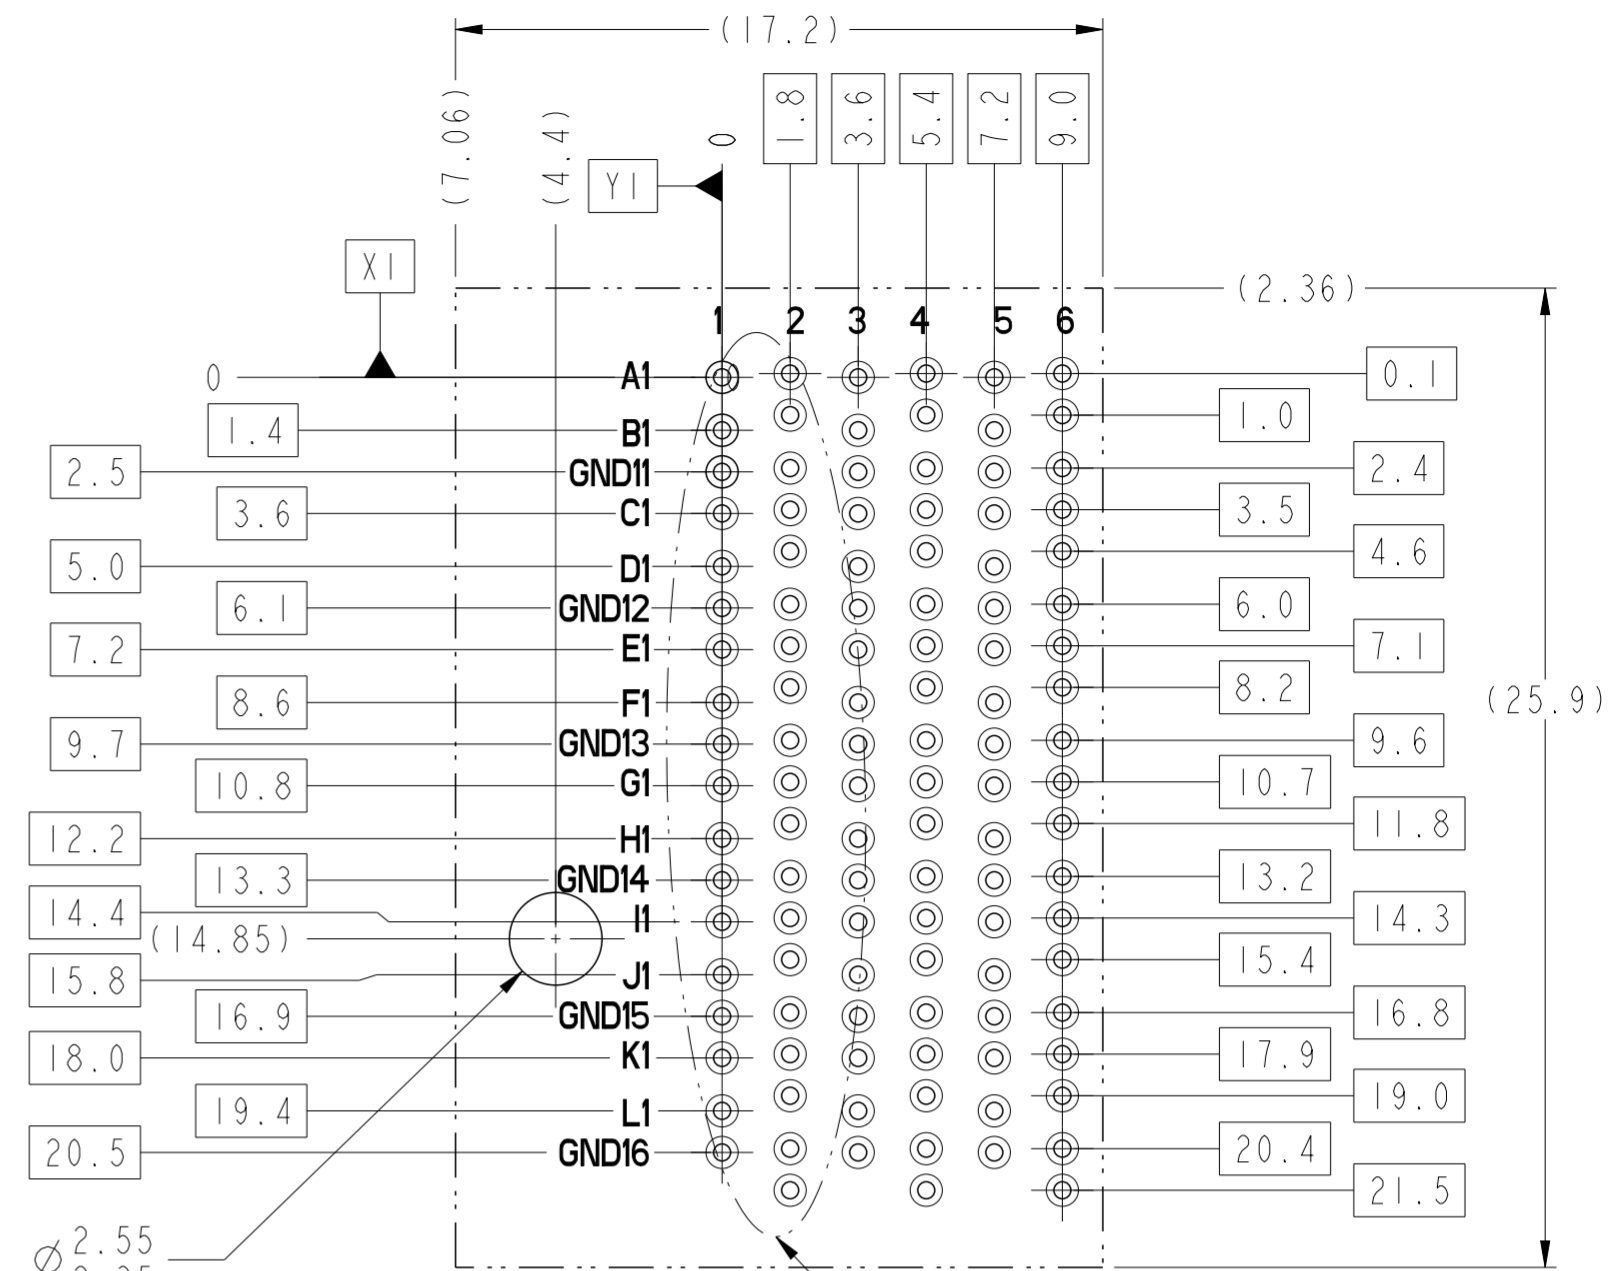 (17.2)
(7.06)
(4.4)
0
1.8
3.6
5.4
7.2
9.0
Y1
X1
(2.36)
1 2 3 4 5 6
0 A1 0.1
1.4 B1 1.0
2.5 GND11 2.4
3.6 C1 3.5
5.0 D1 4.6
6.1 GND12 6.0
7.2 E1 7.1
8.6 F1 8.2
(25.9)
9.7 GND13 9.6
10.8 G1 10.7
12.2 H1 11.8
13.3 GND14 13.2
14.4 I1 14.3
(14.85)
15.8 J1 15.4
16.9 GND15 16.8
18.0 K1 17.9
19.4 L1 19.0
20.5 GND16 20.4
21.5
Ø 2.55